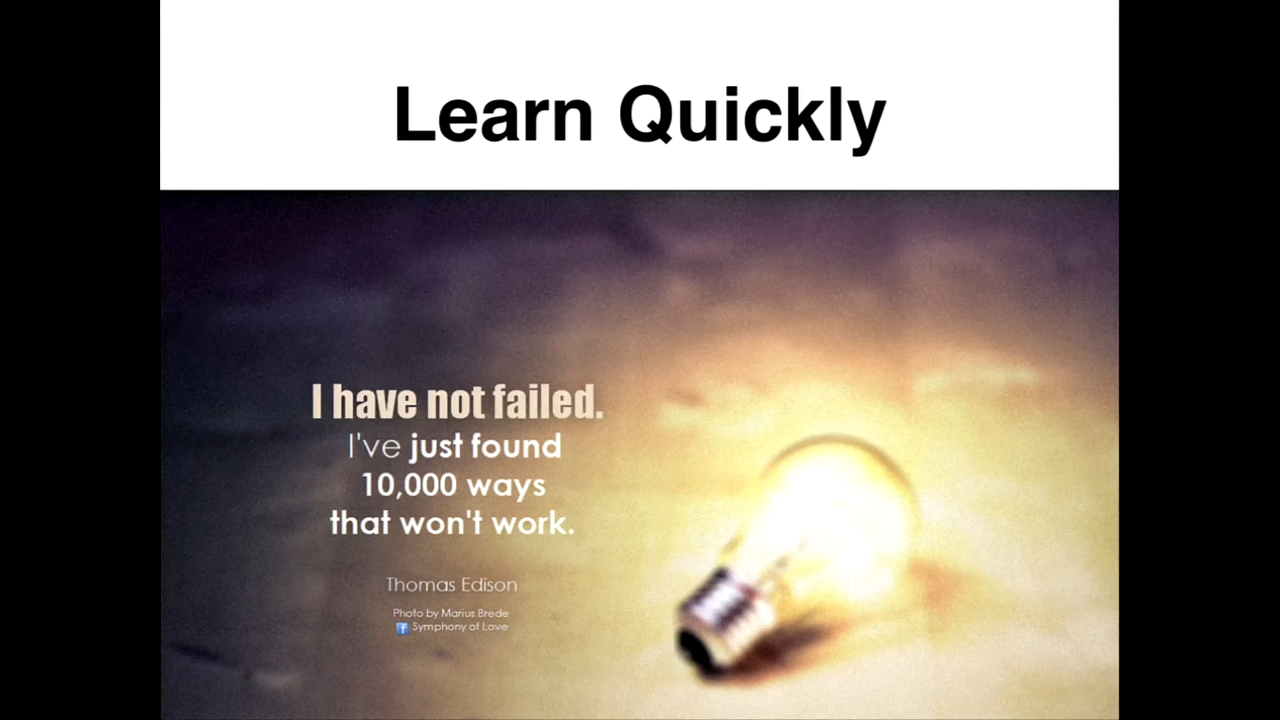 Learn Quickly
I have not failed.
I've just found
10,000 ways
that won't work.
Thomas Edison
Photo by Marius Brede
f Symphony of Love